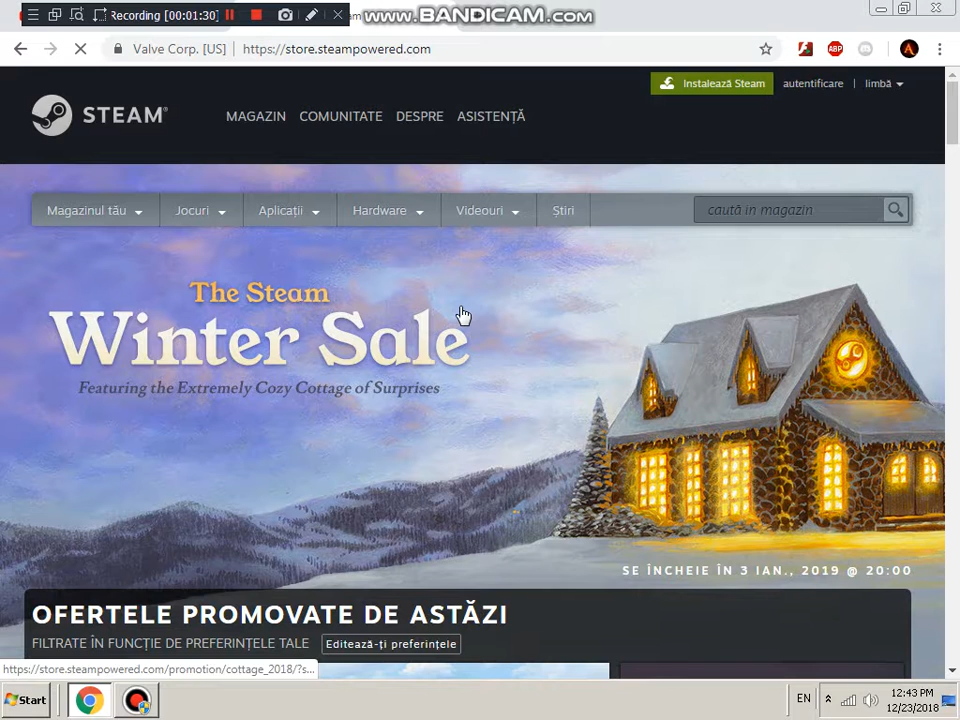 Recording [00:01:30]
WWW.BANDICAM.COM
Valve Corp. [US] | https://store.steampowered.com
Instalează Steam
autentificare | limbă
STEAM®
MAGAZIN COMUNITATE DESPRE ASISTENȚĂ
Magazinul tău Jocuri Aplicații Hardware Videouri Știri
caută in magazin
The Steam
Winter Sale
Featuring the Extremely Cozy Cottage of Surprises
SE ÎNCHEIE ÎN 3 IAN., 2019 @ 20:00
OFERTELE PROMOVATE DE ASTĂZI
FILTRATE ÎN FUNCȚIE DE PREFERINȚELE TALE Editează-ți preferințele
https://store.steampowered.com/promotion/cottage_2018/?s...
Start
EN
12:43 PM
12/23/2018